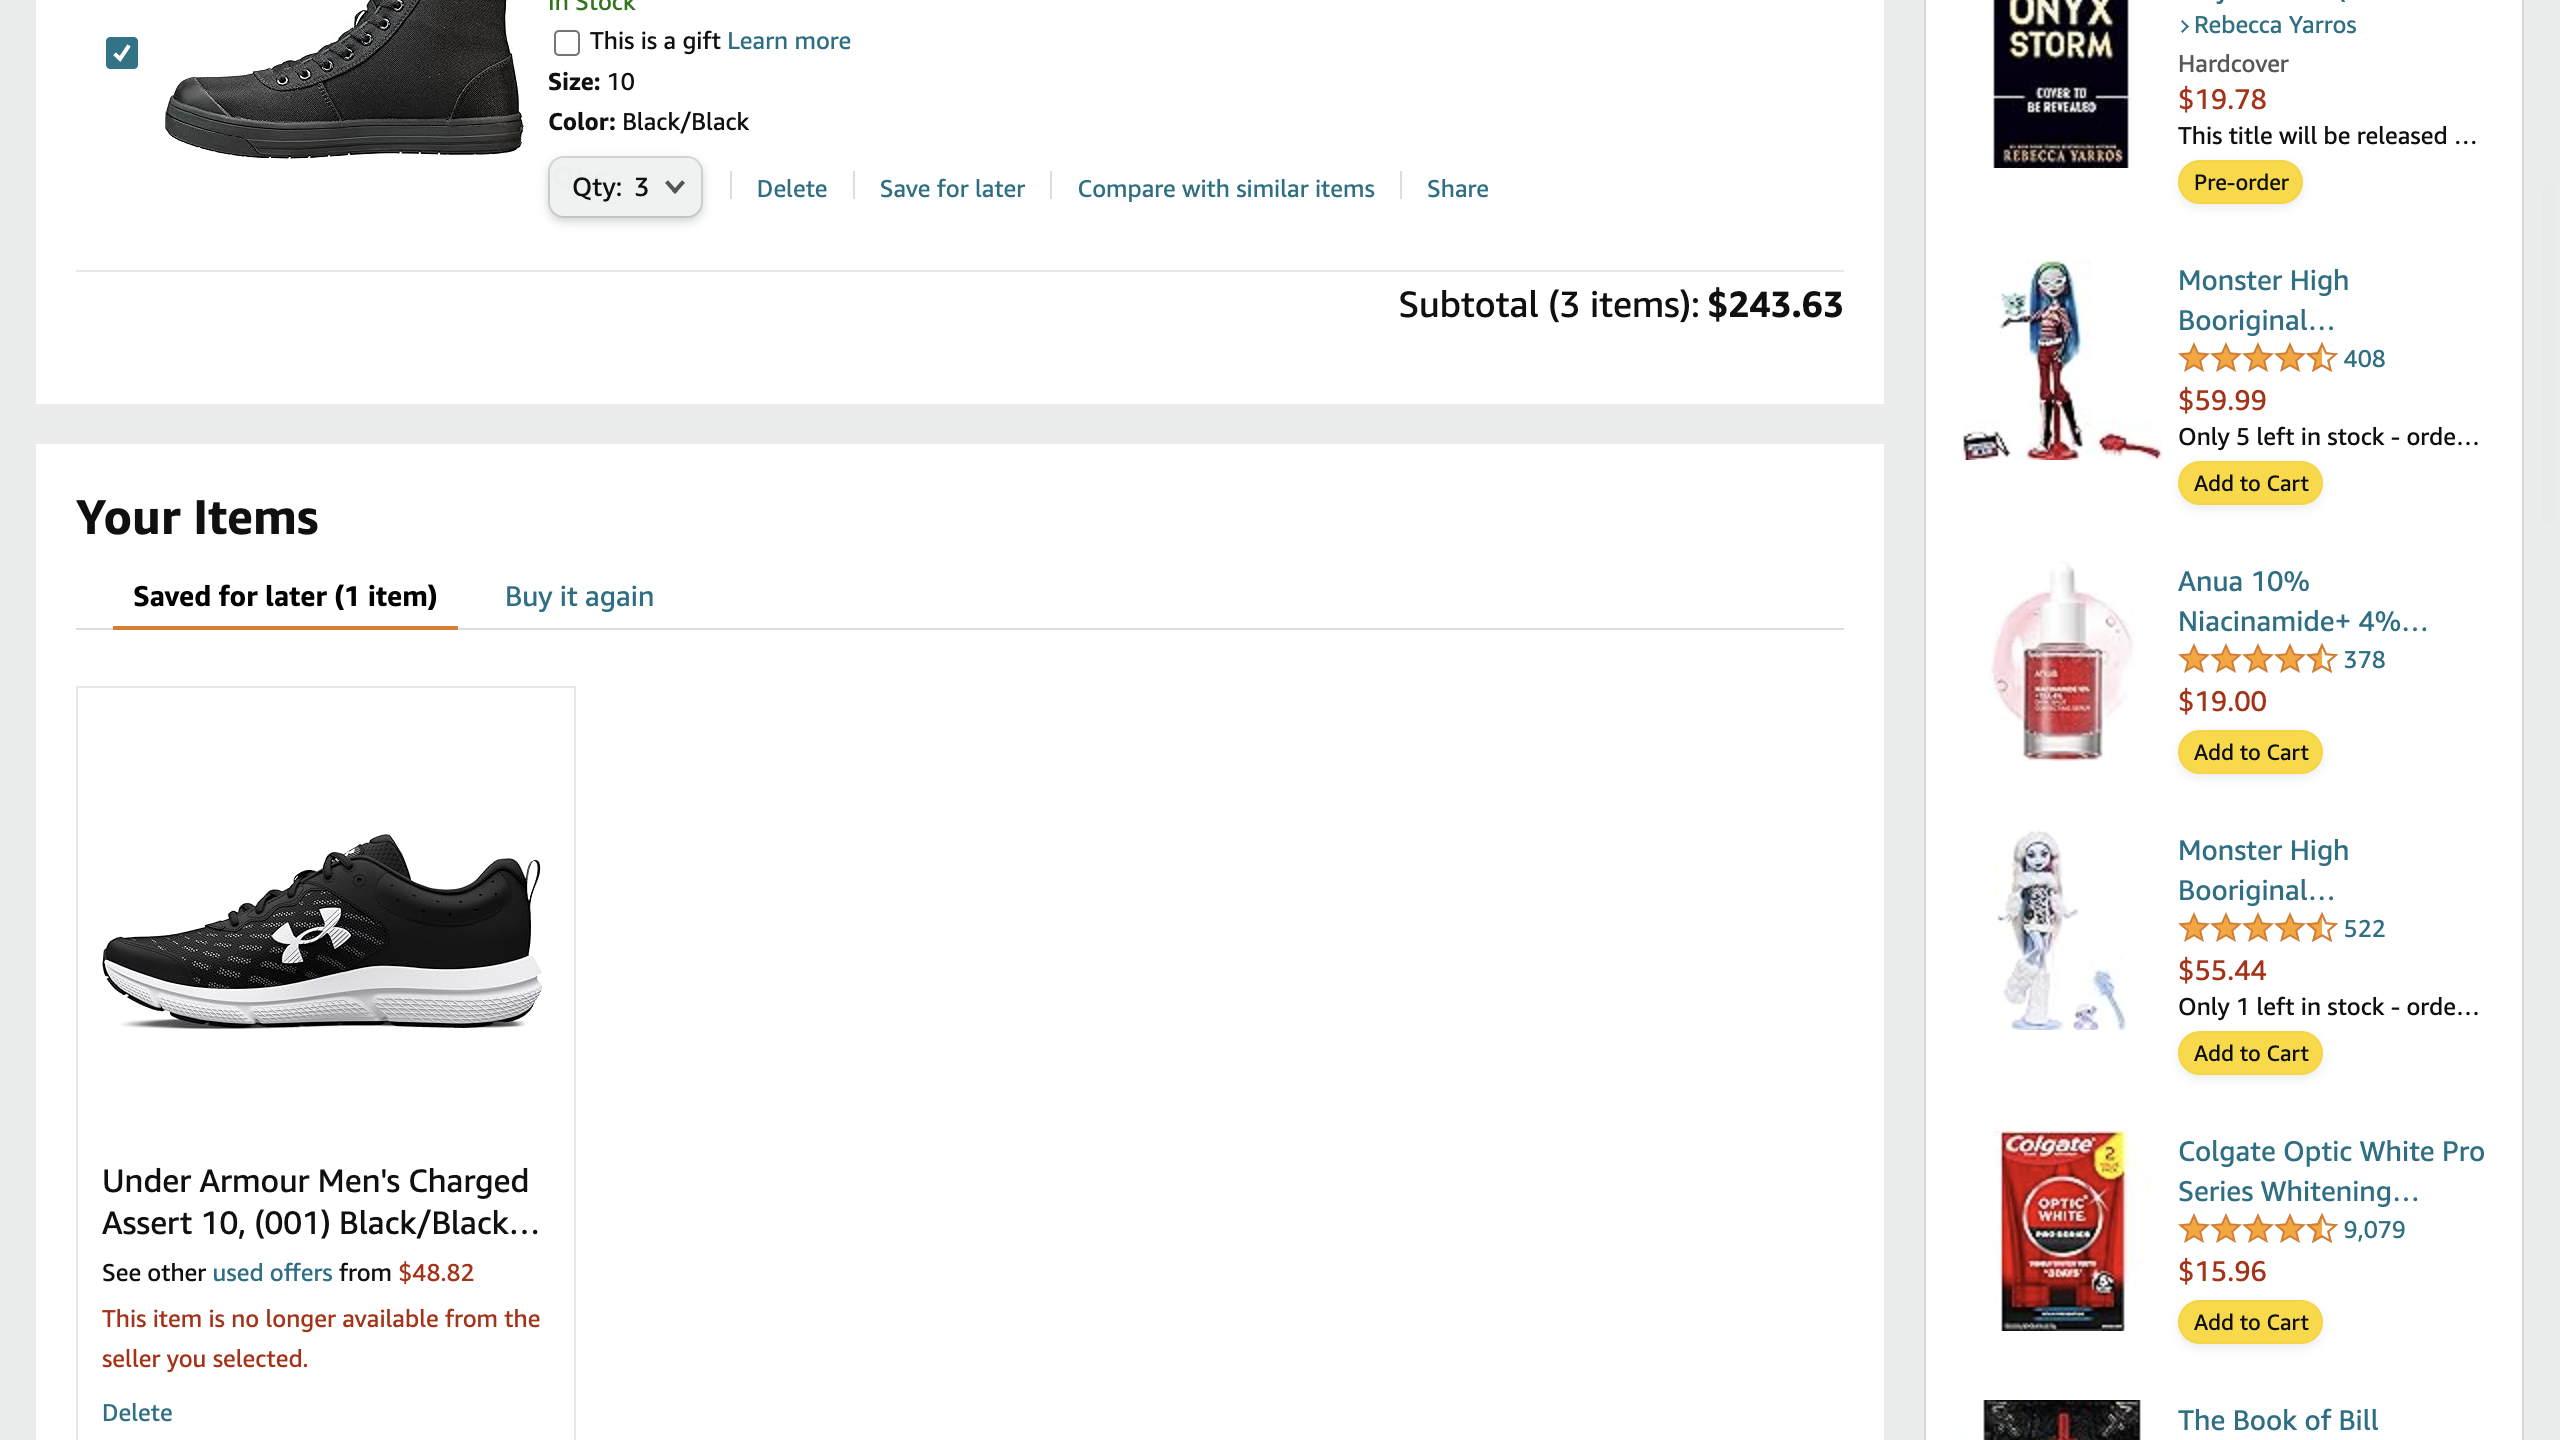 In Stock
This is a gift Learn more
Size: 10
Color: Black/Black
Qty: 3
Delete
Save for later
Compare with similar items
Share
Subtotal (3 items): $243.63
Your Items
Saved for later (1 item)
Buy it again
Under Armour Men's Charged
Assert 10, (001) Black/Black…
See other used offers from $48.82
This item is no longer available from the
seller you selected.
Delete
ONYX
STORM
COVER TO
BE REVEALED
REBECCA YARROS
› Rebecca Yarros
Hardcover
$19.78
This title will be released …
Pre-order
Monster High
Booriginal…
408
$59.99
Only 5 left in stock - orde…
Add to Cart
Anua 10%
Niacinamide+ 4%…
378
$19.00
Add to Cart
Monster High
Booriginal…
522
$55.44
Only 1 left in stock - orde…
Add to Cart
Colgate
2
OPTIC
WHITE
PRO SERIES
Colgate Optic White Pro
Series Whitening…
9,079
$15.96
Add to Cart
The Book of Bill